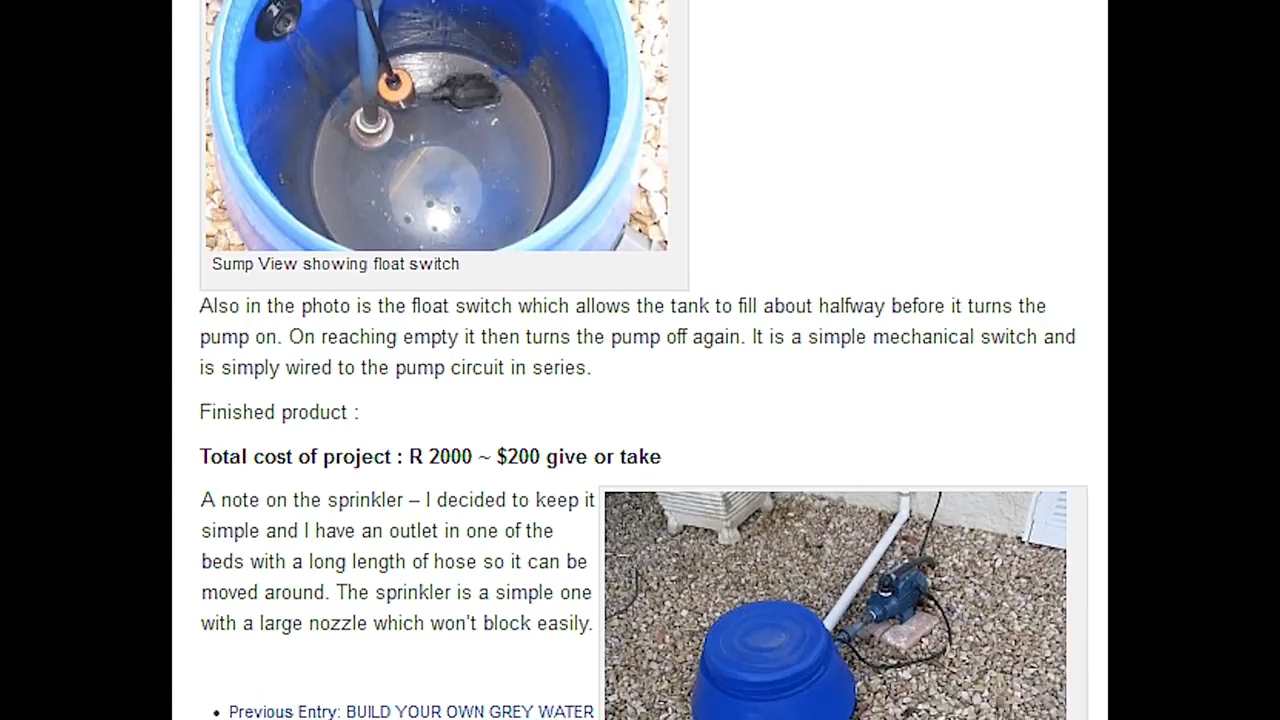 Sump View showing float switch
Also in the photo is the float switch which allows the tank to fill about halfway before it turns the
pump on. On reaching empty it then turns the pump off again. It is a simple mechanical switch and
is simply wired to the pump circuit in series.
Finished product :
Total cost of project : R 2000 ~ $200 give or take
A note on the sprinkler – I decided to keep it
simple and I have an outlet in one of the
beds with a long length of hose so it can be
moved around. The sprinkler is a simple one
with a large nozzle which won't block easily.
• Previous Entry: BUILD YOUR OWN GREY WATER